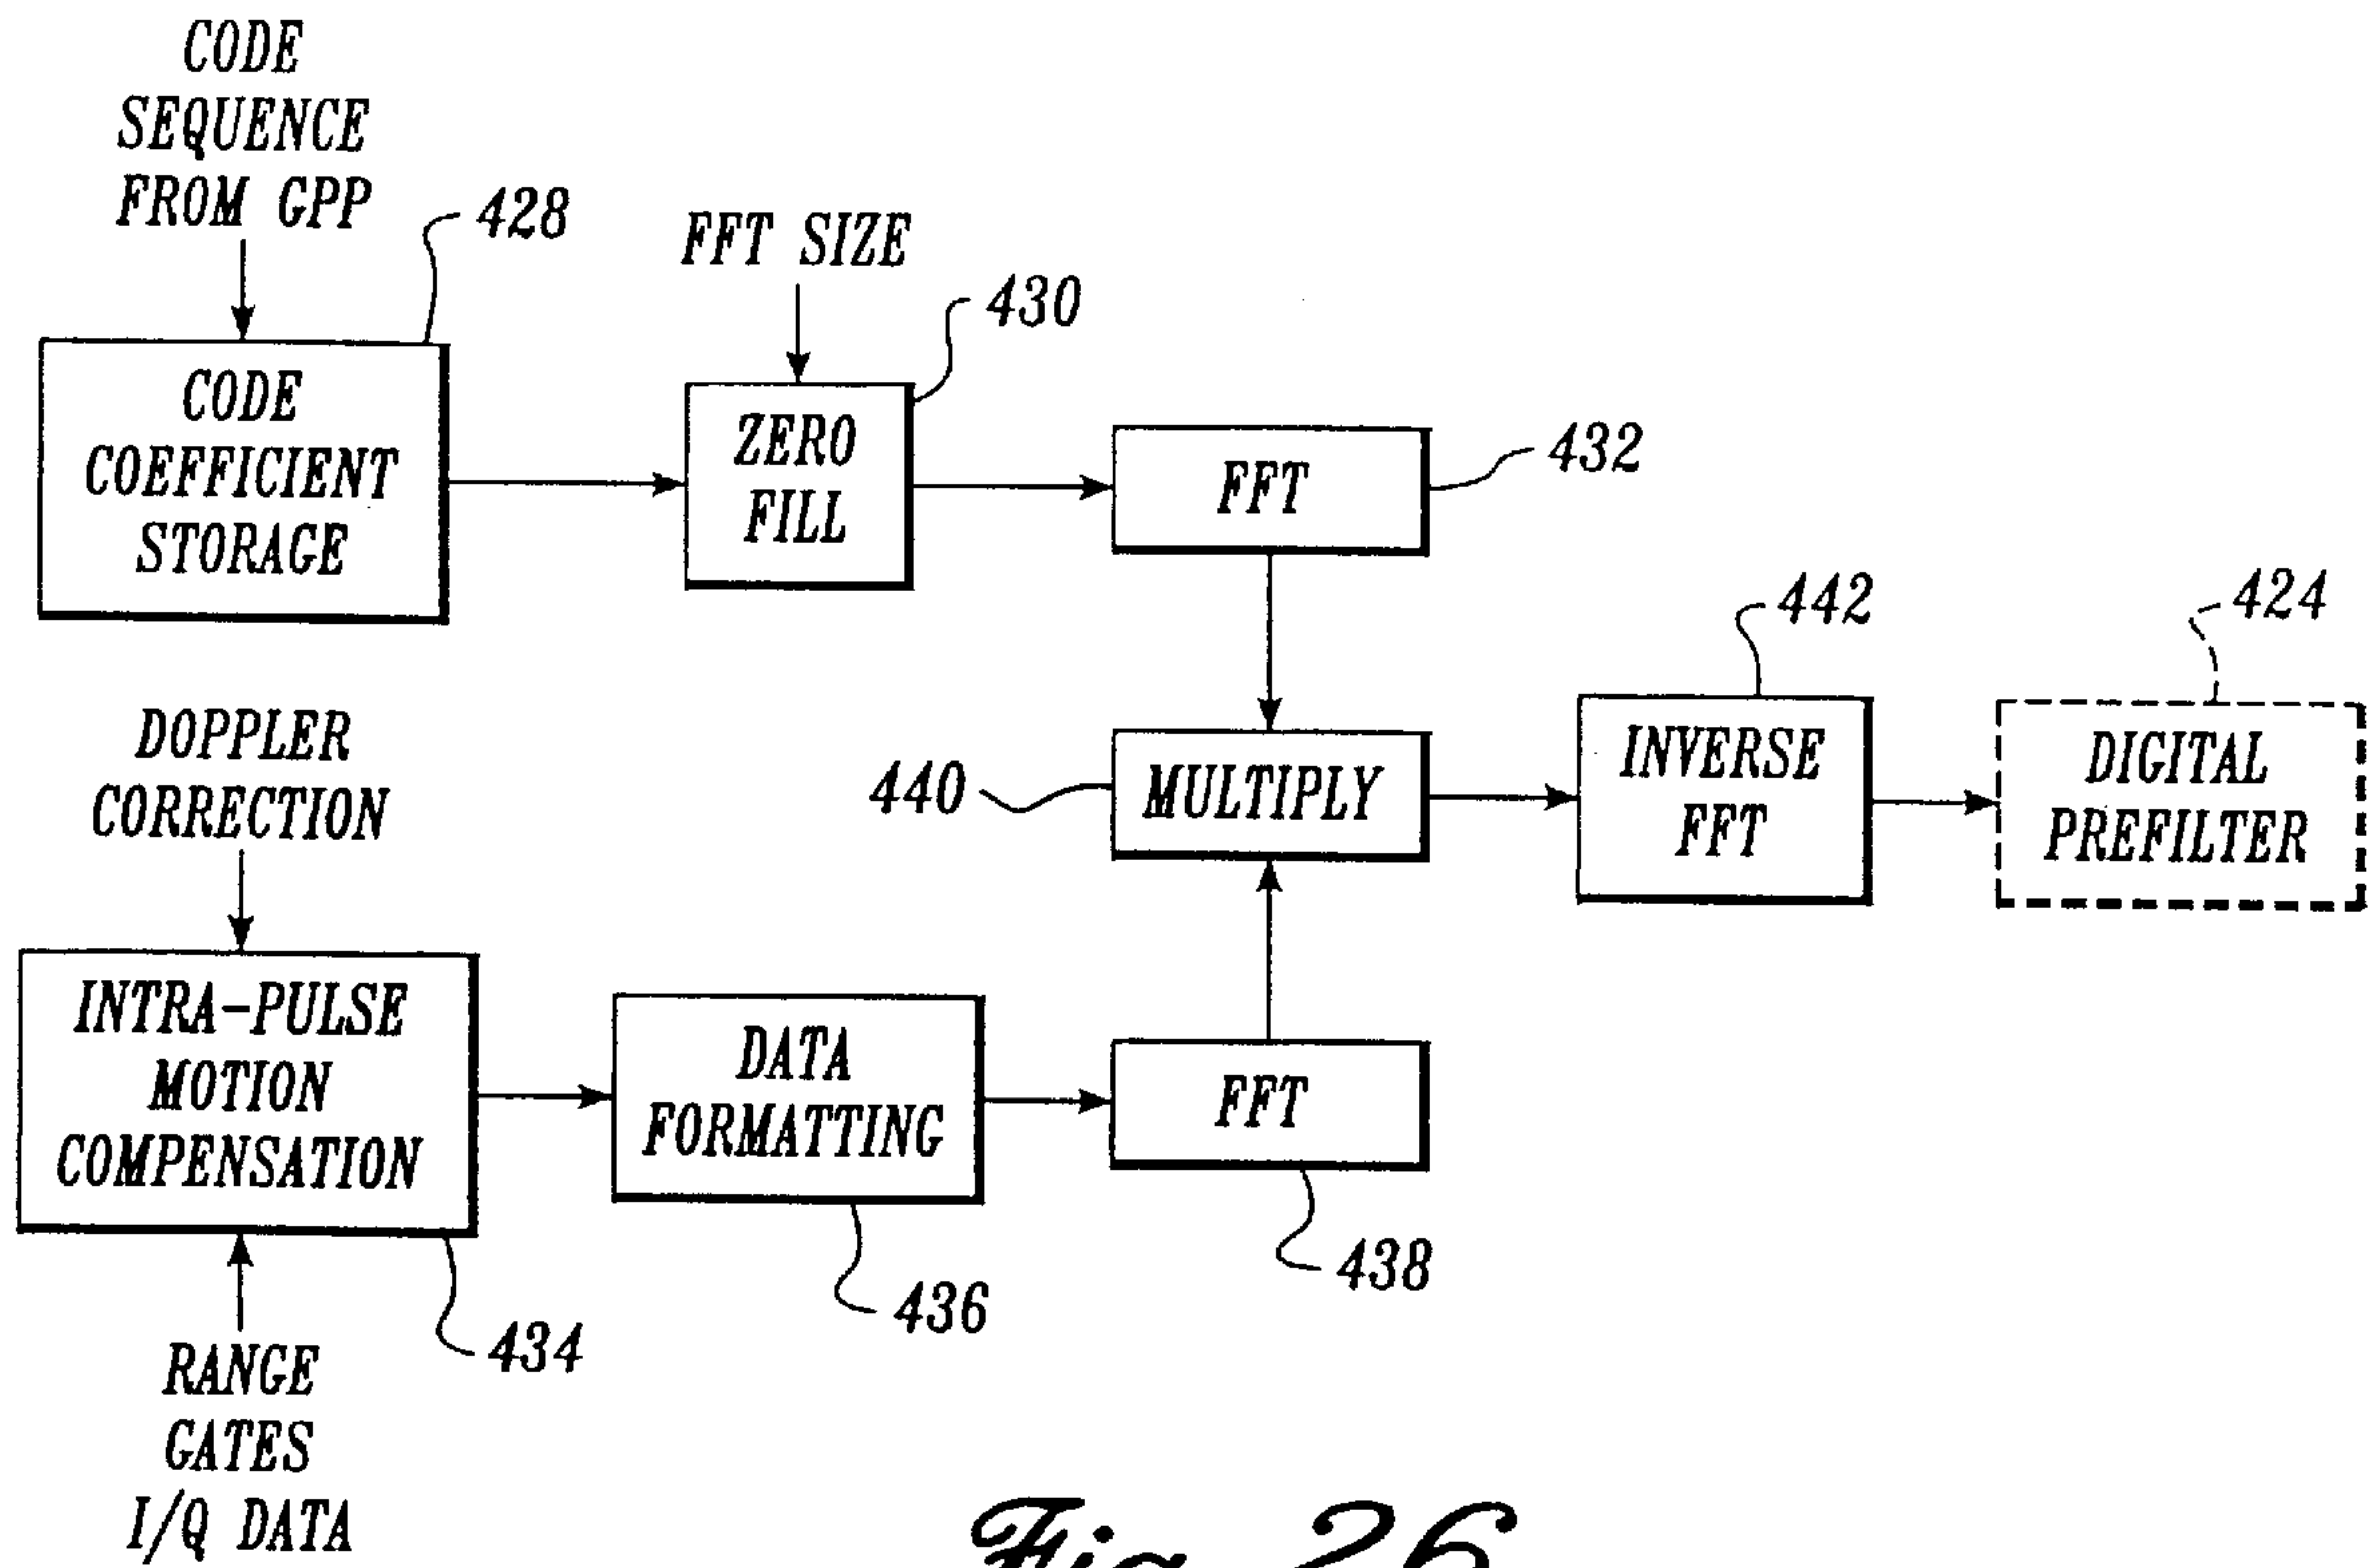 CODE
SEQUENCE
FROM GPP
428
FFT SIZE
430
CODE
COEFFICIENT
STORAGE
ZERO
FILL
FFT
432
442
424
DOPPLER
CORRECTION
440
MULTIPLY
INVERSE
FFT
DIGITAL
PREFILTER
INTRA-PULSE
MOTION
COMPENSATION
DATA
FORMATTING
FFT
438
436
434
RANGE
GATES
I/Q DATA
Fig. 26